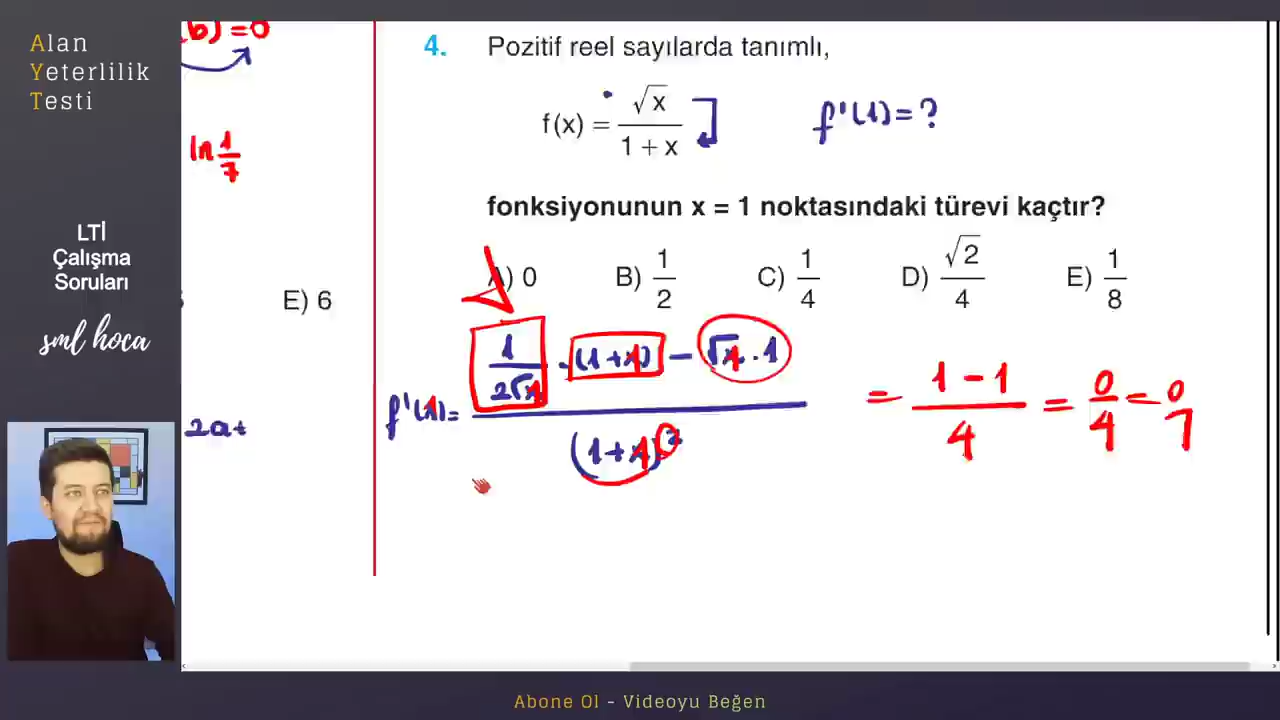 Alan
Yeterlilik
Testi
LTİ
Çalışma
Soruları
sml hoca
(b) = 0
ln 1/7
E) 6
2a+
4. Pozitif reel sayılarda tanımlı,
f(x) = √x / (1 + x)
f'(1) = ?
fonksiyonunun x = 1 noktasındaki türevi kaçtır?
A) 0 B) 1/2 C) 1/4 D) √2/4 E) 1/8
f'(1) = (1/(2√1) · (1+1) − √1 · 1) / (1+1)² = (1 − 1)/4 = 0/4 = 0
Abone Ol - Videoyu Beğen